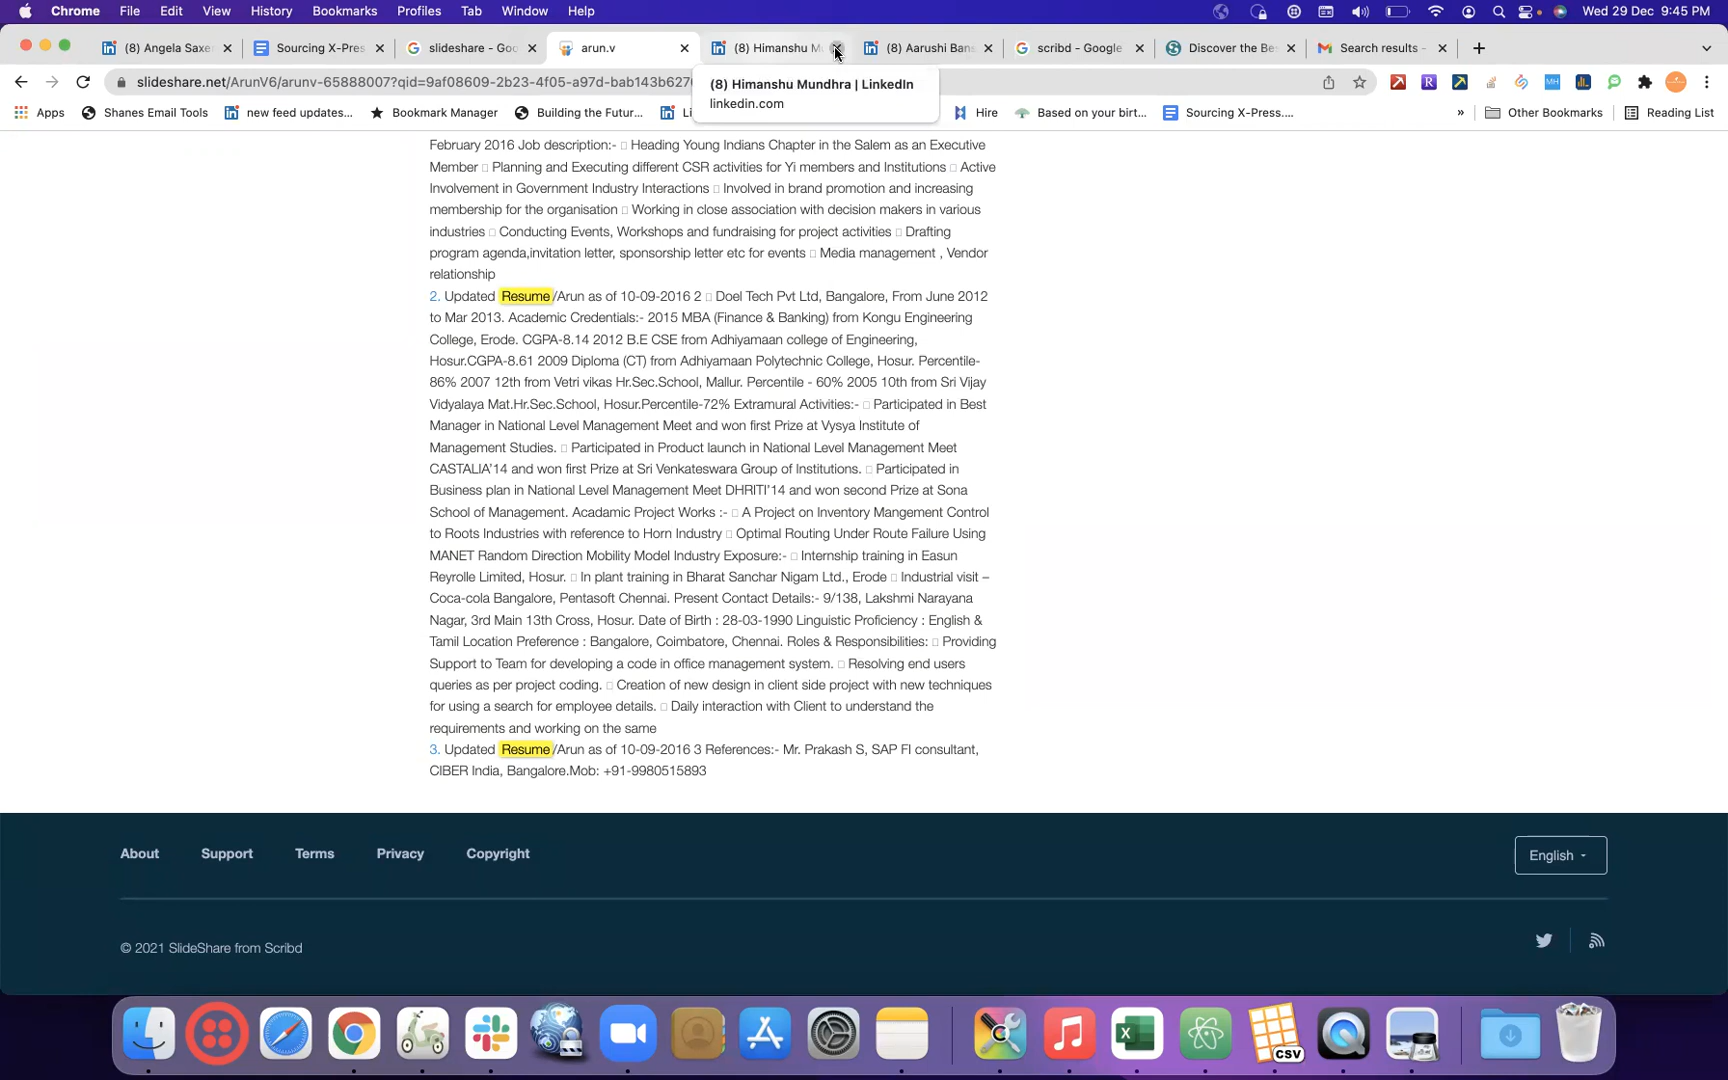 Chrome File Edit View History Bookmarks Profiles Tab Window Help Wed 29 Dec 9:45 PM
(8) Angela Saxe Sourcing X-Pres slideshare - Goo arun.v (8) Himanshu Mu (8) Aarushi Bans scribd - Google Discover the Be Search results -
slideshare.net/ArunV6/arunv-65888007?qid=9af08609-2b23-4f05-a97d-bab143b627
(8) Himanshu Mundhra | LinkedIn
linkedin.com
Apps Shanes Email Tools new feed updates... Bookmark Manager Building the Futur... Li Hire Based on your birt... Sourcing X-Press.... » Other Bookmarks Reading List
February 2016 Job description:- Heading Young Indians Chapter in the Salem as an Executive
Member Planning and Executing different CSR activities for Yi members and Institutions Active
Involvement in Government Industry Interactions Involved in brand promotion and increasing
membership for the organisation Working in close association with decision makers in various
industries Conducting Events, Workshops and fundraising for project activities Drafting
program agenda,invitation letter, sponsorship letter etc for events Media management , Vendor
relationship
2. Updated Resume/Arun as of 10-09-2016 2 Doel Tech Pvt Ltd, Bangalore, From June 2012
to Mar 2013. Academic Credentials:- 2015 MBA (Finance & Banking) from Kongu Engineering
College, Erode. CGPA-8.14 2012 B.E CSE from Adhiyamaan college of Engineering,
Hosur.CGPA-8.61 2009 Diploma (CT) from Adhiyamaan Polytechnic College, Hosur. Percentile-
86% 2007 12th from Vetri vikas Hr.Sec.School, Mallur. Percentile - 60% 2005 10th from Sri Vijay
Vidyalaya Mat.Hr.Sec.School, Hosur.Percentile-72% Extramural Activities:- Participated in Best
Manager in National Level Management Meet and won first Prize at Vysya Institute of
Management Studies. Participated in Product launch in National Level Management Meet
CASTALIA'14 and won first Prize at Sri Venkateswara Group of Institutions. Participated in
Business plan in National Level Management Meet DHRITI'14 and won second Prize at Sona
School of Management. Acadamic Project Works :- A Project on Inventory Mangement Control
to Roots Industries with reference to Horn Industry Optimal Routing Under Route Failure Using
MANET Random Direction Mobility Model Industry Exposure:- Internship training in Easun
Reyrolle Limited, Hosur. In plant training in Bharat Sanchar Nigam Ltd., Erode Industrial visit –
Coca-cola Bangalore, Pentasoft Chennai. Present Contact Details:- 9/138, Lakshmi Narayana
Nagar, 3rd Main 13th Cross, Hosur. Date of Birth : 28-03-1990 Linguistic Proficiency : English &
Tamil Location Preference : Bangalore, Coimbatore, Chennai. Roles & Responsibilities: Providing
Support to Team for developing a code in office management system. Resolving end users
queries as per project coding. Creation of new design in client side project with new techniques
for using a search for employee details. Daily interaction with Client to understand the
requirements and working on the same
3. Updated Resume/Arun as of 10-09-2016 3 References:- Mr. Prakash S, SAP FI consultant,
CIBER India, Bangalore.Mob: +91-9980515893
About Support Terms Privacy Copyright English
© 2021 SlideShare from Scribd
CSV